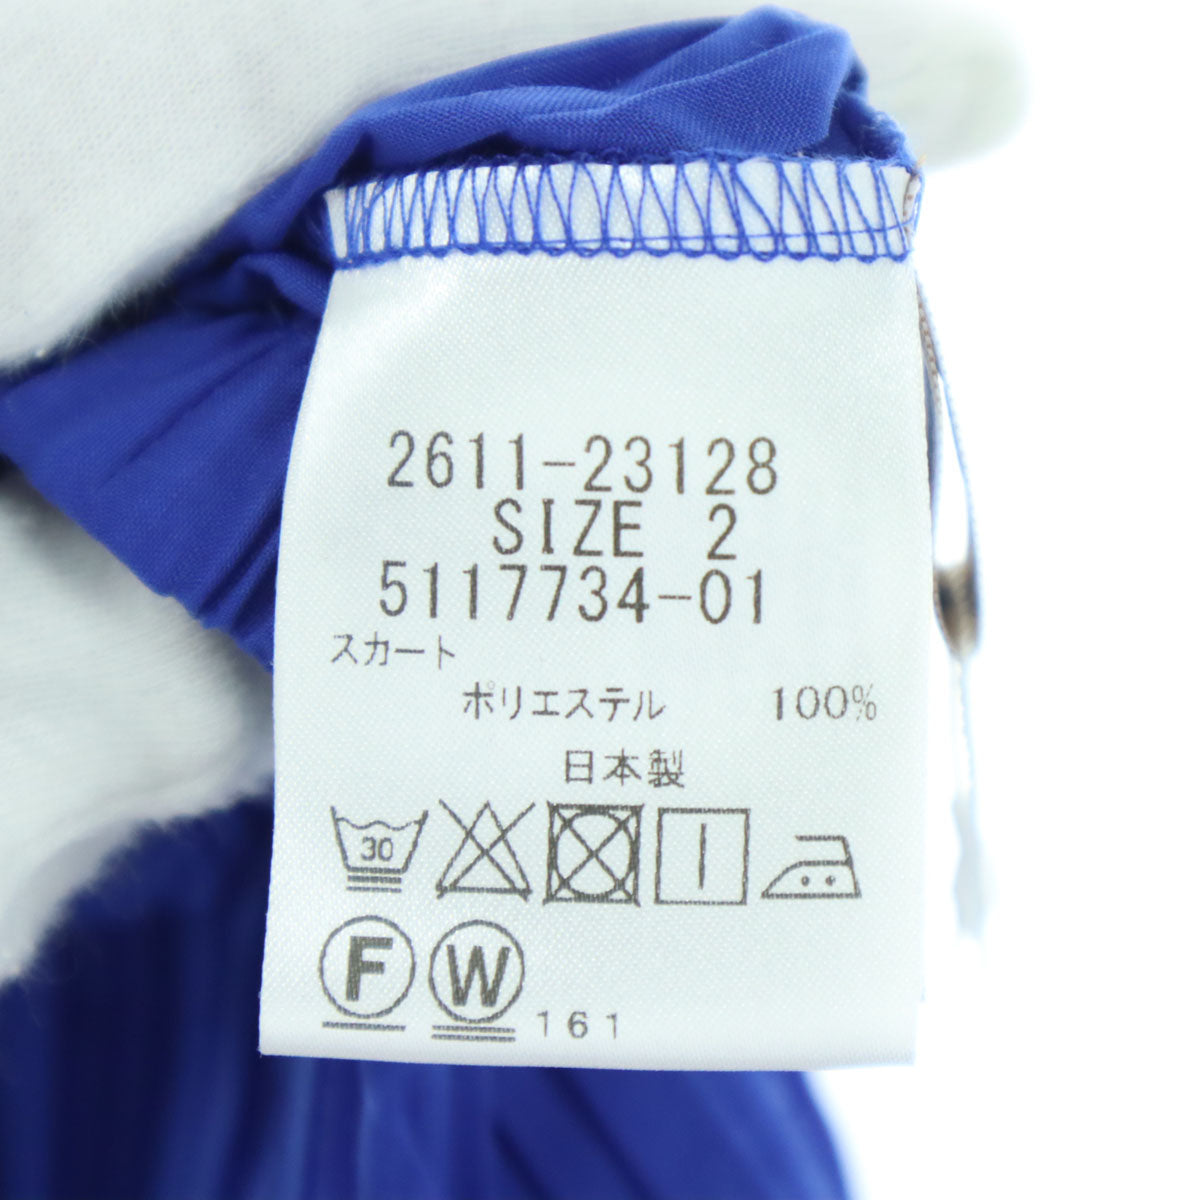 2611-23128
SIZE 2
5117734-01
スカート
ポリエステル 100%
日本製
30
F W 161